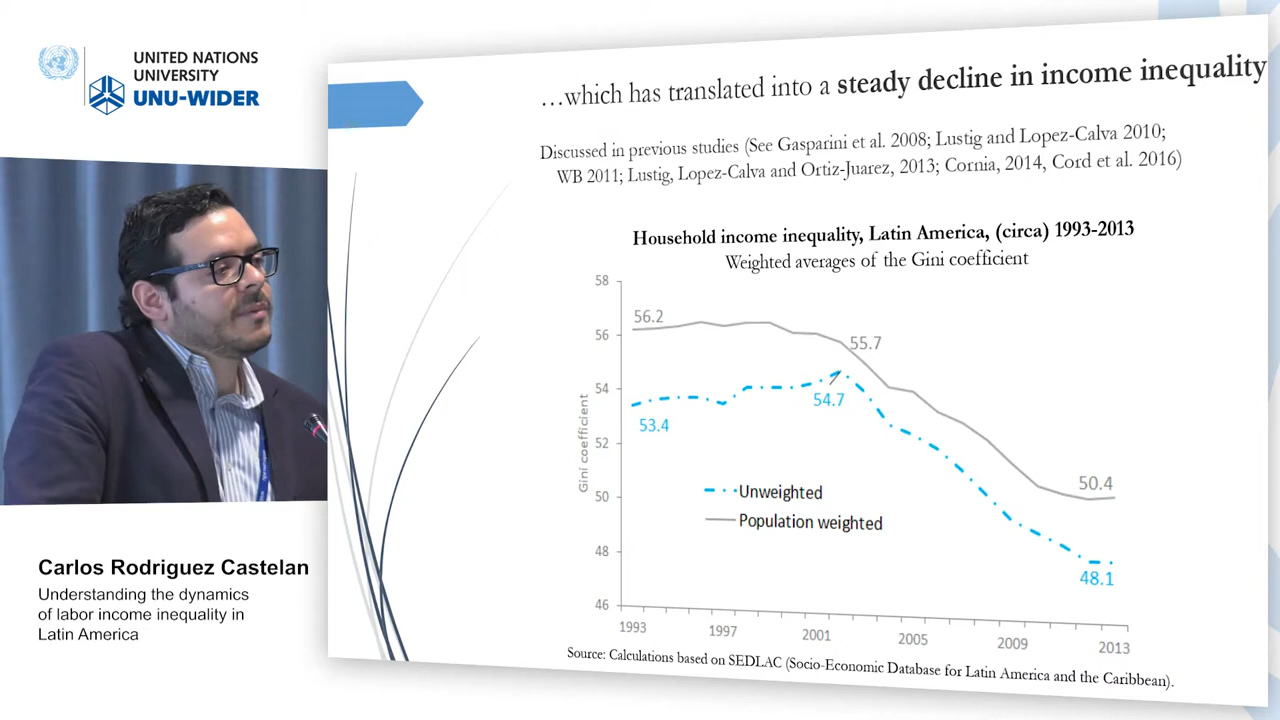 UNITED NATIONS
UNIVERSITY
UNU-WIDER
Carlos Rodriguez Castelan
Understanding the dynamics
of labor income inequality in
Latin America
…which has translated into a steady decline in income inequality
Discussed in previous studies (See Gasparini et al. 2008; Lustig and Lopez-Calva 2010;
WB 2011; Lustig, Lopez-Calva and Ortiz-Juarez, 2013; Cornia, 2014, Cord et al. 2016)
Household income inequality, Latin America, (circa) 1993-2013
Weighted averages of the Gini coefficient
Gini coefficient
58
56
54
52
50
48
46
56.2
55.7
54.7
53.4
50.4
48.1
Unweighted
Population weighted
1993 1997 2001 2005 2009 2013
Source: Calculations based on SEDLAC (Socio-Economic Database for Latin America and the Caribbean).